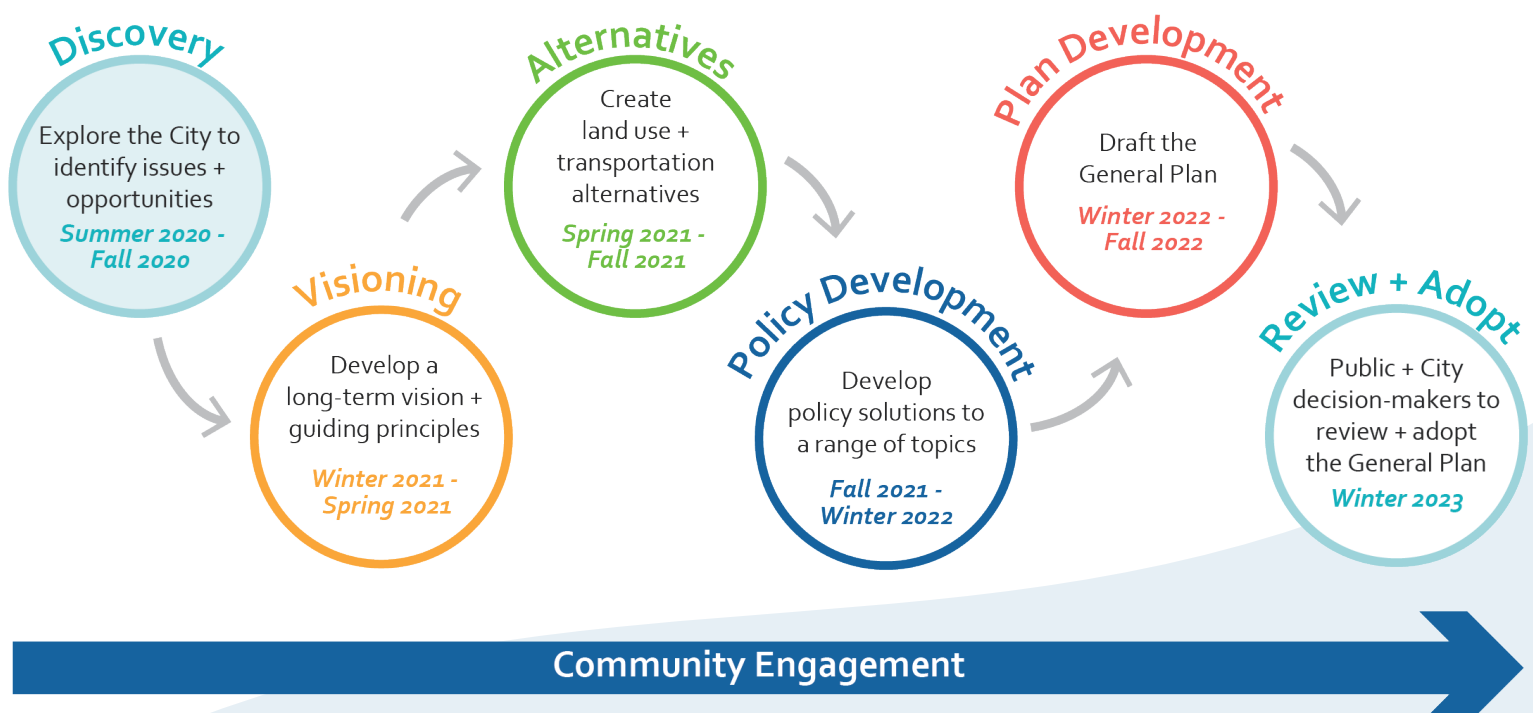 Discovery
Explore the City to
identify issues +
opportunities
Summer 2020 -
Fall 2020
Visioning
Develop a
long-term vision +
guiding principles
Winter 2021 -
Spring 2021
Alternatives
Create
land use +
transportation
alternatives
Spring 2021 -
Fall 2021
Policy Development
Develop
policy solutions to
a range of topics
Fall 2021 -
Winter 2022
Plan Development
Draft the
General Plan
Winter 2022 -
Fall 2022
Review + Adopt
Public + City
decision-makers to
review + adopt
the General Plan
Winter 2023
Community Engagement